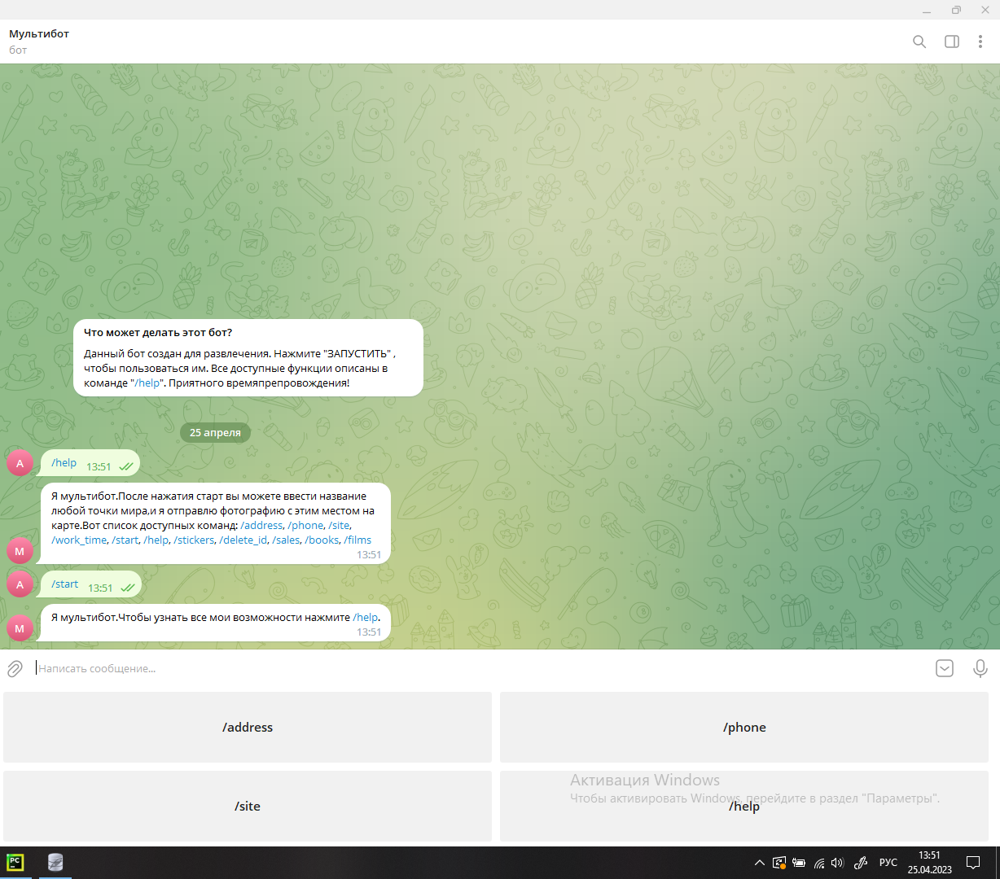 Мультибот
бот
Что может делать этот бот?
Данный бот создан для развлечения. Нажмите "ЗАПУСТИТЬ" ,
чтобы пользоваться им. Все доступные функции описаны в
команде "/help". Приятного времяпрепровождения!
25 апреля
А
/help 13:51
Я мультибот.После нажатия старт вы можете ввести название
любой точки мира,и я отправлю фотографию с этим местом на
карте.Вот список доступных команд: /address, /phone, /site,
/work_time, /start, /help, /stickers, /delete_id, /sales, /books, /films
М
13:51
А
/start 13:51
Я мультибот.Чтобы узнать все мои возможности нажмите /help.
М
13:51
Написать сообщение...
/address
/phone
/site
/help
Активация Windows
Чтобы активировать Windows, перейдите в раздел "Параметры".
PC
РУС
13:51
25.04.2023